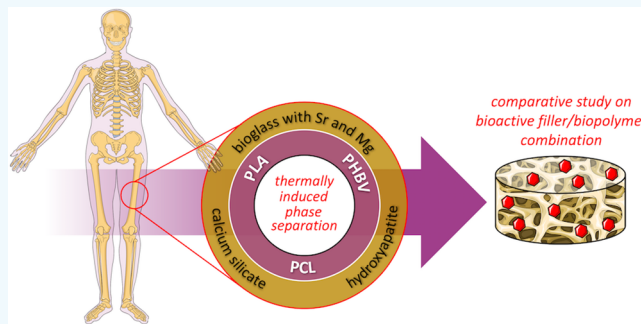 bioglass with Sr and Mg
PLA
PHBV
thermally
induced
phase
separation
PCL
calcium silicate
hydroxyapatite
comparative study on
bioactive filler/biopolymer
combination